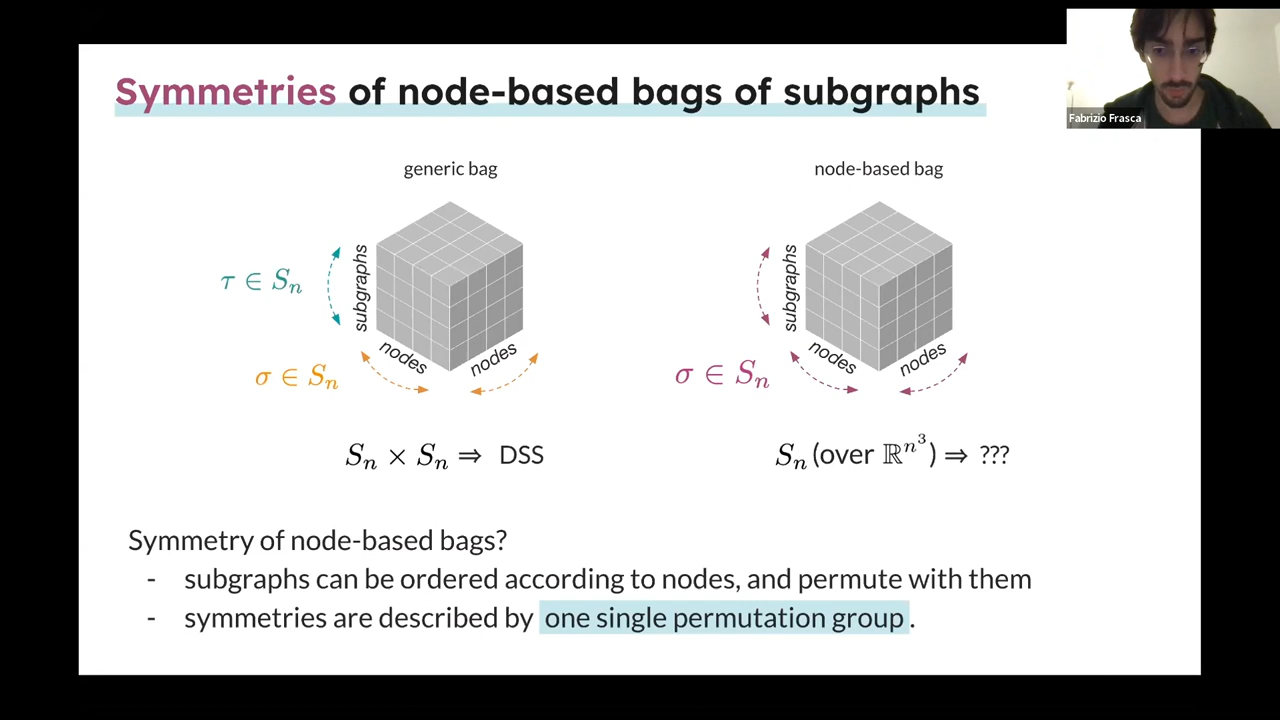 Symmetries of node-based bags of subgraphs
Fabrizio Frasca
generic bag
τ ∈ Sₙ
subgraphs
σ ∈ Sₙ
nodes
nodes
Sₙ × Sₙ ⇒ DSS
node-based bag
subgraphs
σ ∈ Sₙ
nodes
nodes
Sₙ (over ℝ^{n³}) ⇒ ???
Symmetry of node-based bags?
- subgraphs can be ordered according to nodes, and permute with them
- symmetries are described by one single permutation group.